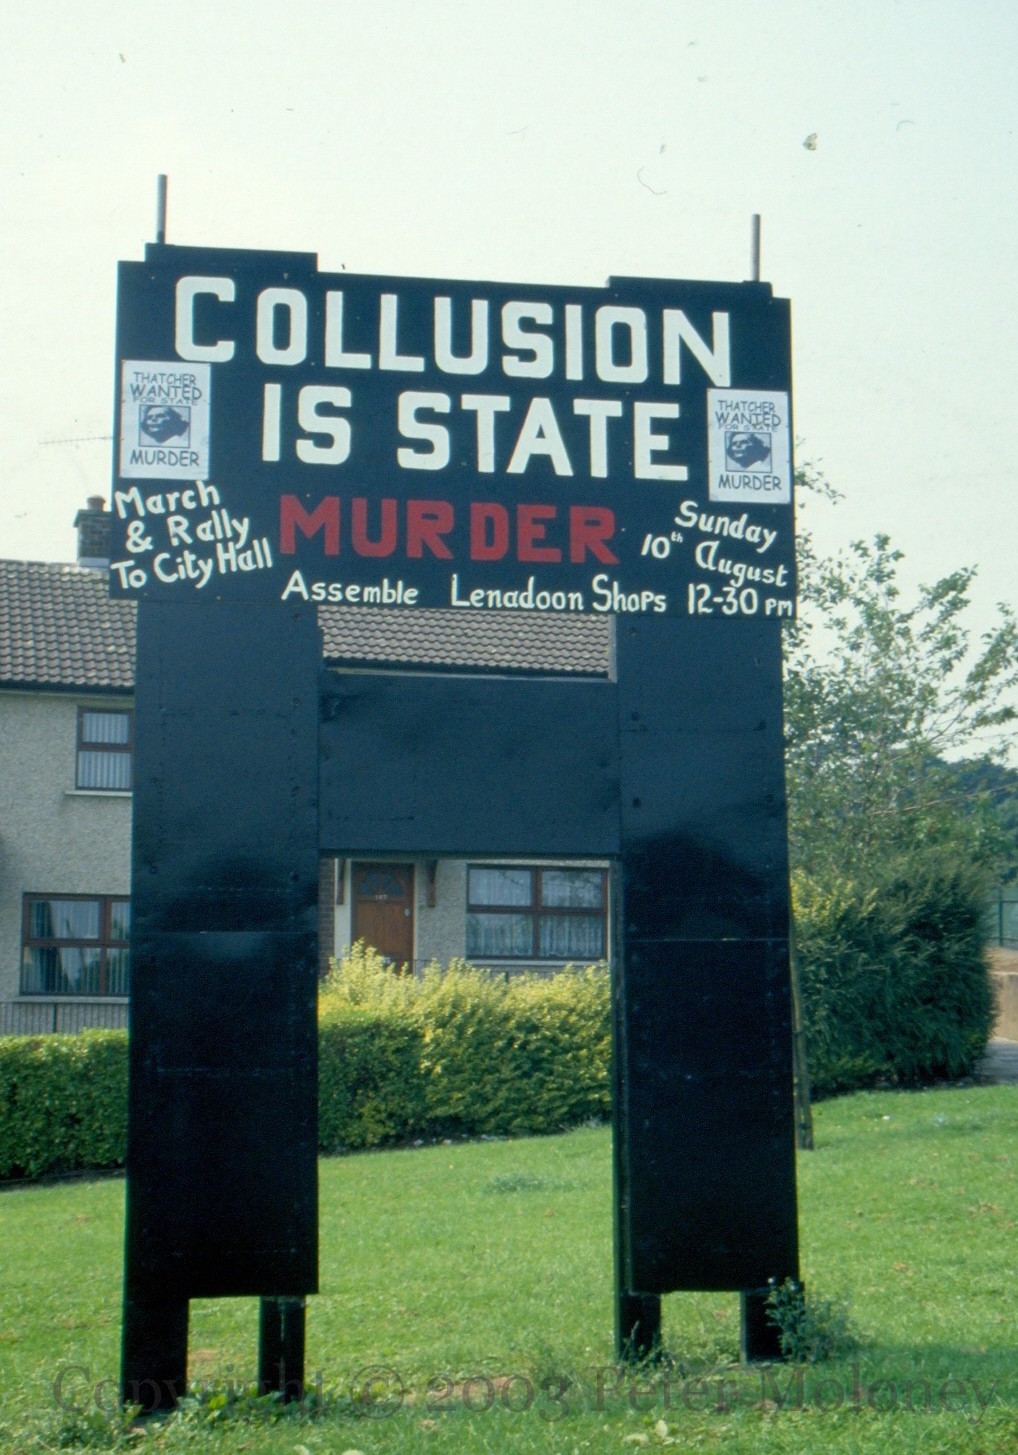 COLLUSION
IS STATE
MURDER
THATCHER
WANTED
FOR STATE
MURDER
THATCHER
WANTED
FOR STATE
MURDER
March
& Rally
To City Hall
Sunday
10th August
12-30 pm
Assemble Lenadoon Shops
Copyright © 2003 Peter Moloney